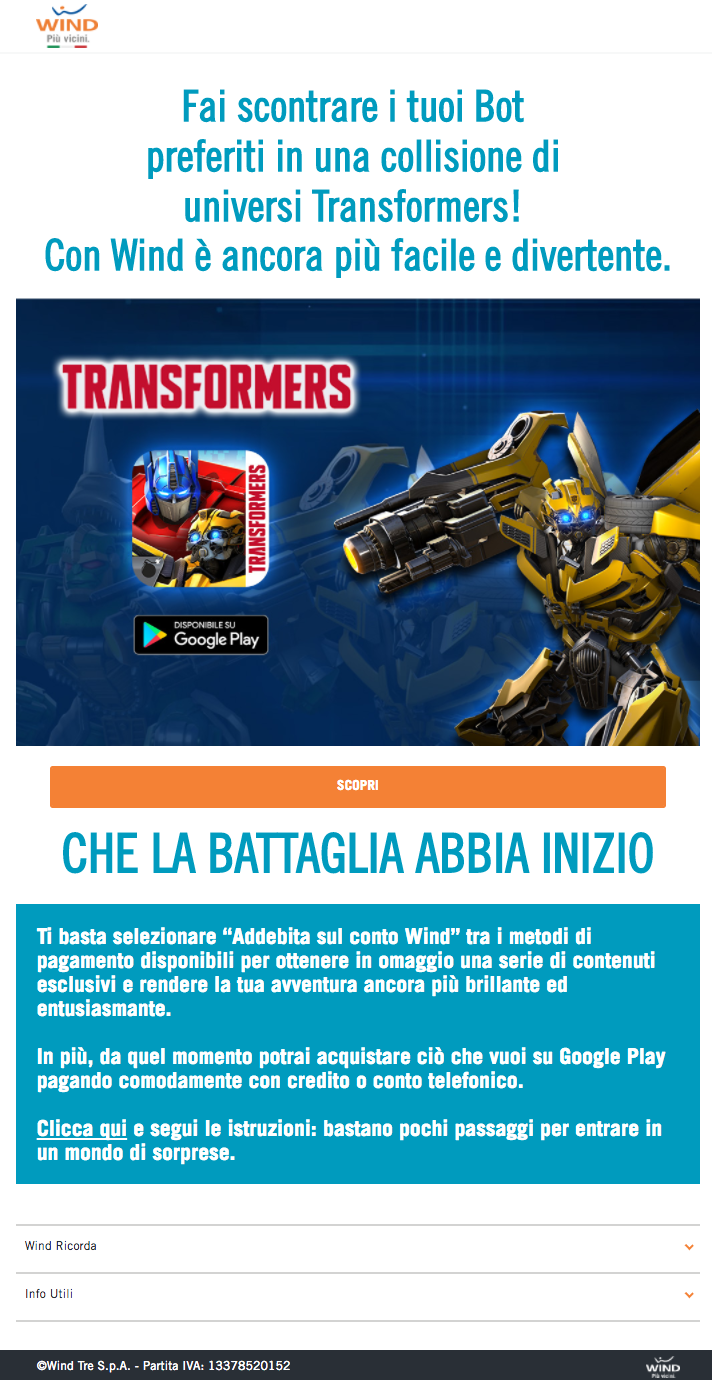 WIND
Più vicini.
Fai scontrare i tuoi Bot
preferiti in una collisione di
universi Transformers!
Con Wind è ancora più facile e divertente.
TRANSFORMERS
TRANSFORMERS
DISPONIBILE SU
Google Play
SCOPRI
CHE LA BATTAGLIA ABBIA INIZIO
Ti basta selezionare “Addebita sul conto Wind” tra i metodi di
pagamento disponibili per ottenere in omaggio una serie di contenuti
esclusivi e rendere la tua avventura ancora più brillante ed
entusiasmante.
In più, da quel momento potrai acquistare ciò che vuoi su Google Play
pagando comodamente con credito o conto telefonico.
Clicca qui e segui le istruzioni: bastano pochi passaggi per entrare in
un mondo di sorprese.
Wind Ricorda
Info Utili
©Wind Tre S.p.A. - Partita IVA: 13378520152
WIND
Più vicini.